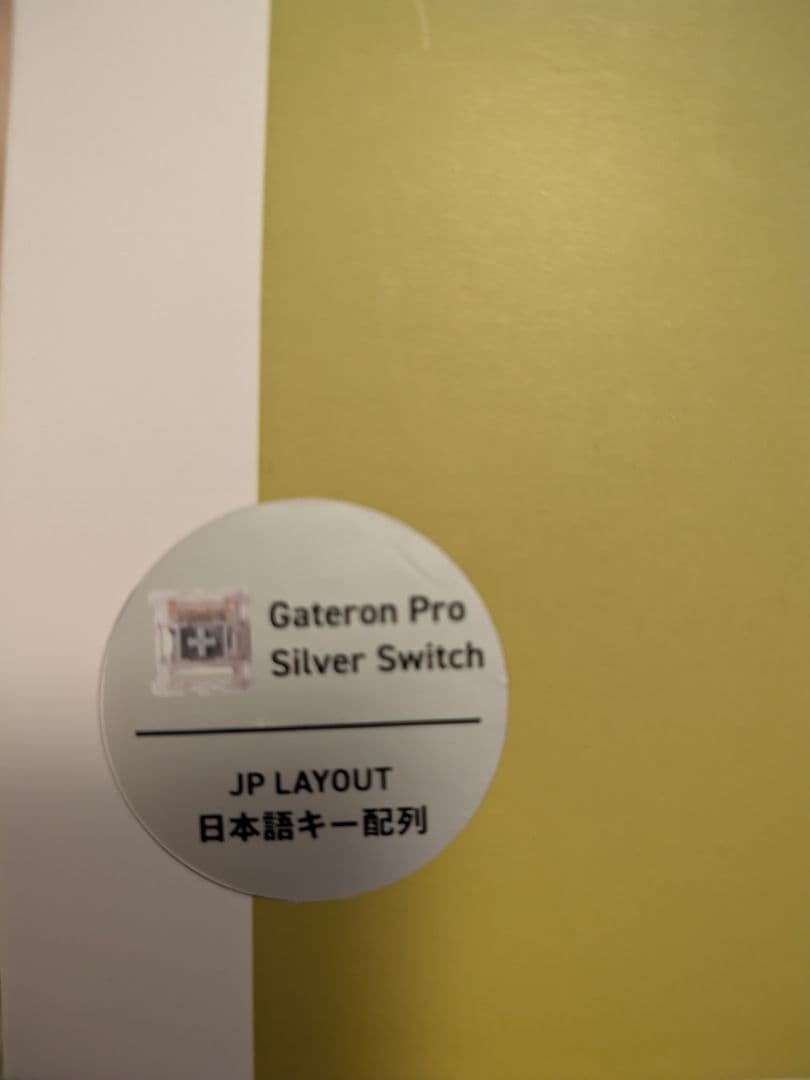 Gateron Pro
Silver Switch
JP LAYOUT
日本語キー配列